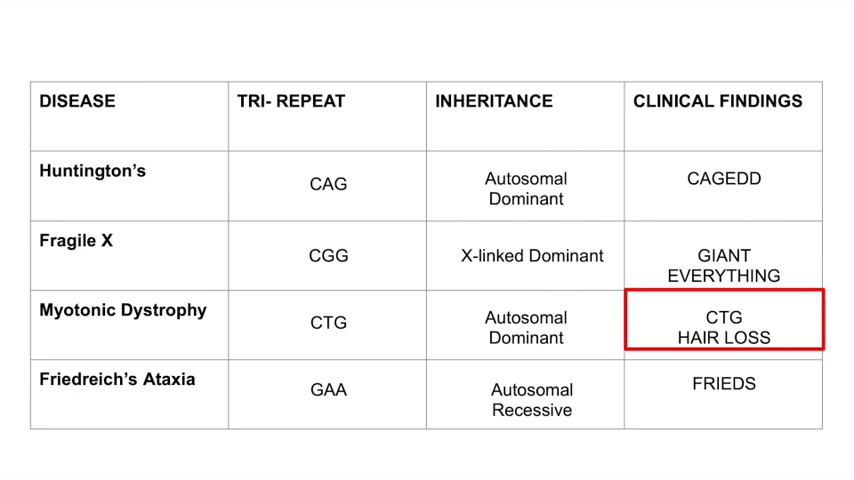 DISEASE
TRI- REPEAT
INHERITANCE
CLINICAL FINDINGS
Huntington's
CAG
Autosomal
Dominant
CAGEDD
Fragile X
CGG
X-linked Dominant
GIANT
EVERYTHING
Myotonic Dystrophy
CTG
Autosomal
Dominant
CTG
HAIR LOSS
Friedreich's Ataxia
GAA
Autosomal
Recessive
FRIEDS